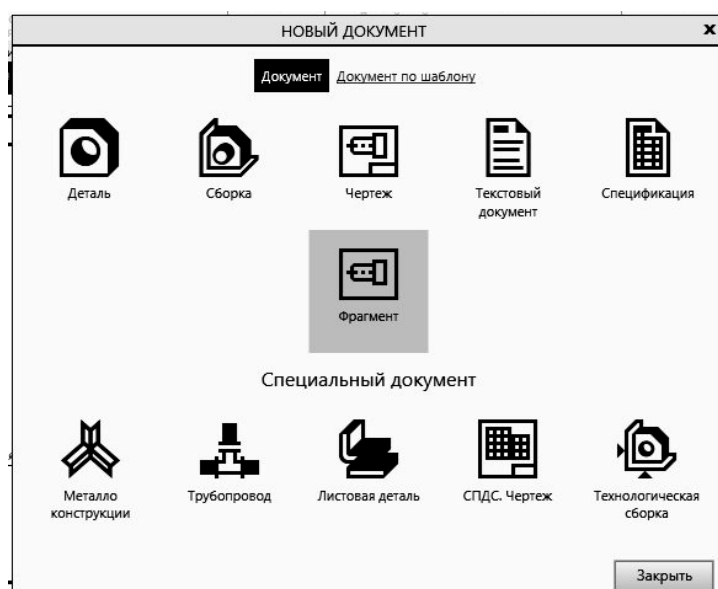 НОВЫЙ ДОКУМЕНТ x
Документ Документ по шаблону
Деталь Сборка Чертеж Текстовый документ Спецификация
Фрагмент
Специальный документ
Металло конструкции Трубопровод Листовая деталь СПДС. Чертеж Технологическая сборка
Закрыть